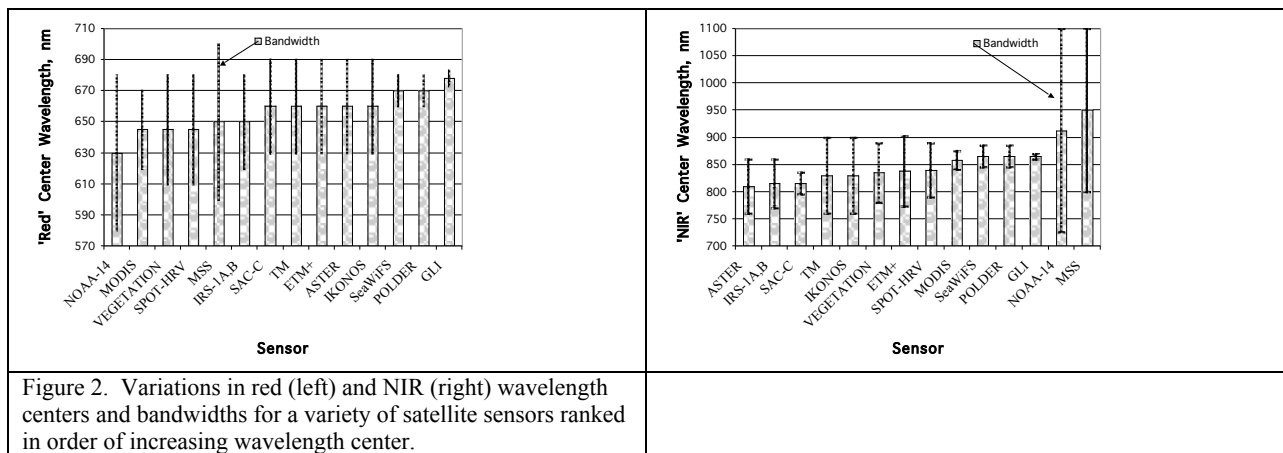 'Red' Center Wavelength, nm
710
690
670
650
630
610
590
570
Bandwidth
NOAA-14
MODIS
VEGETATION
SPOT-HRV
MSS
IRS-1A,B
SAC-C
TM
ETM+
ASTER
IKONOS
SeaWiFS
POLDER
GLI
Sensor
'NIR' Center Wavelength, nm
1100
1050
1000
950
900
850
800
750
700
Bandwidth
ASTER
IRS-1A,B
SAC-C
TM
IKONOS
VEGETATION
ETM+
SPOT-HRV
MODIS
SeaWiFS
POLDER
GLI
NOAA-14
MSS
Sensor
Figure 2.  Variations in red (left) and NIR (right) wavelength
centers and bandwidths for a variety of satellite sensors ranked
in order of increasing wavelength center.